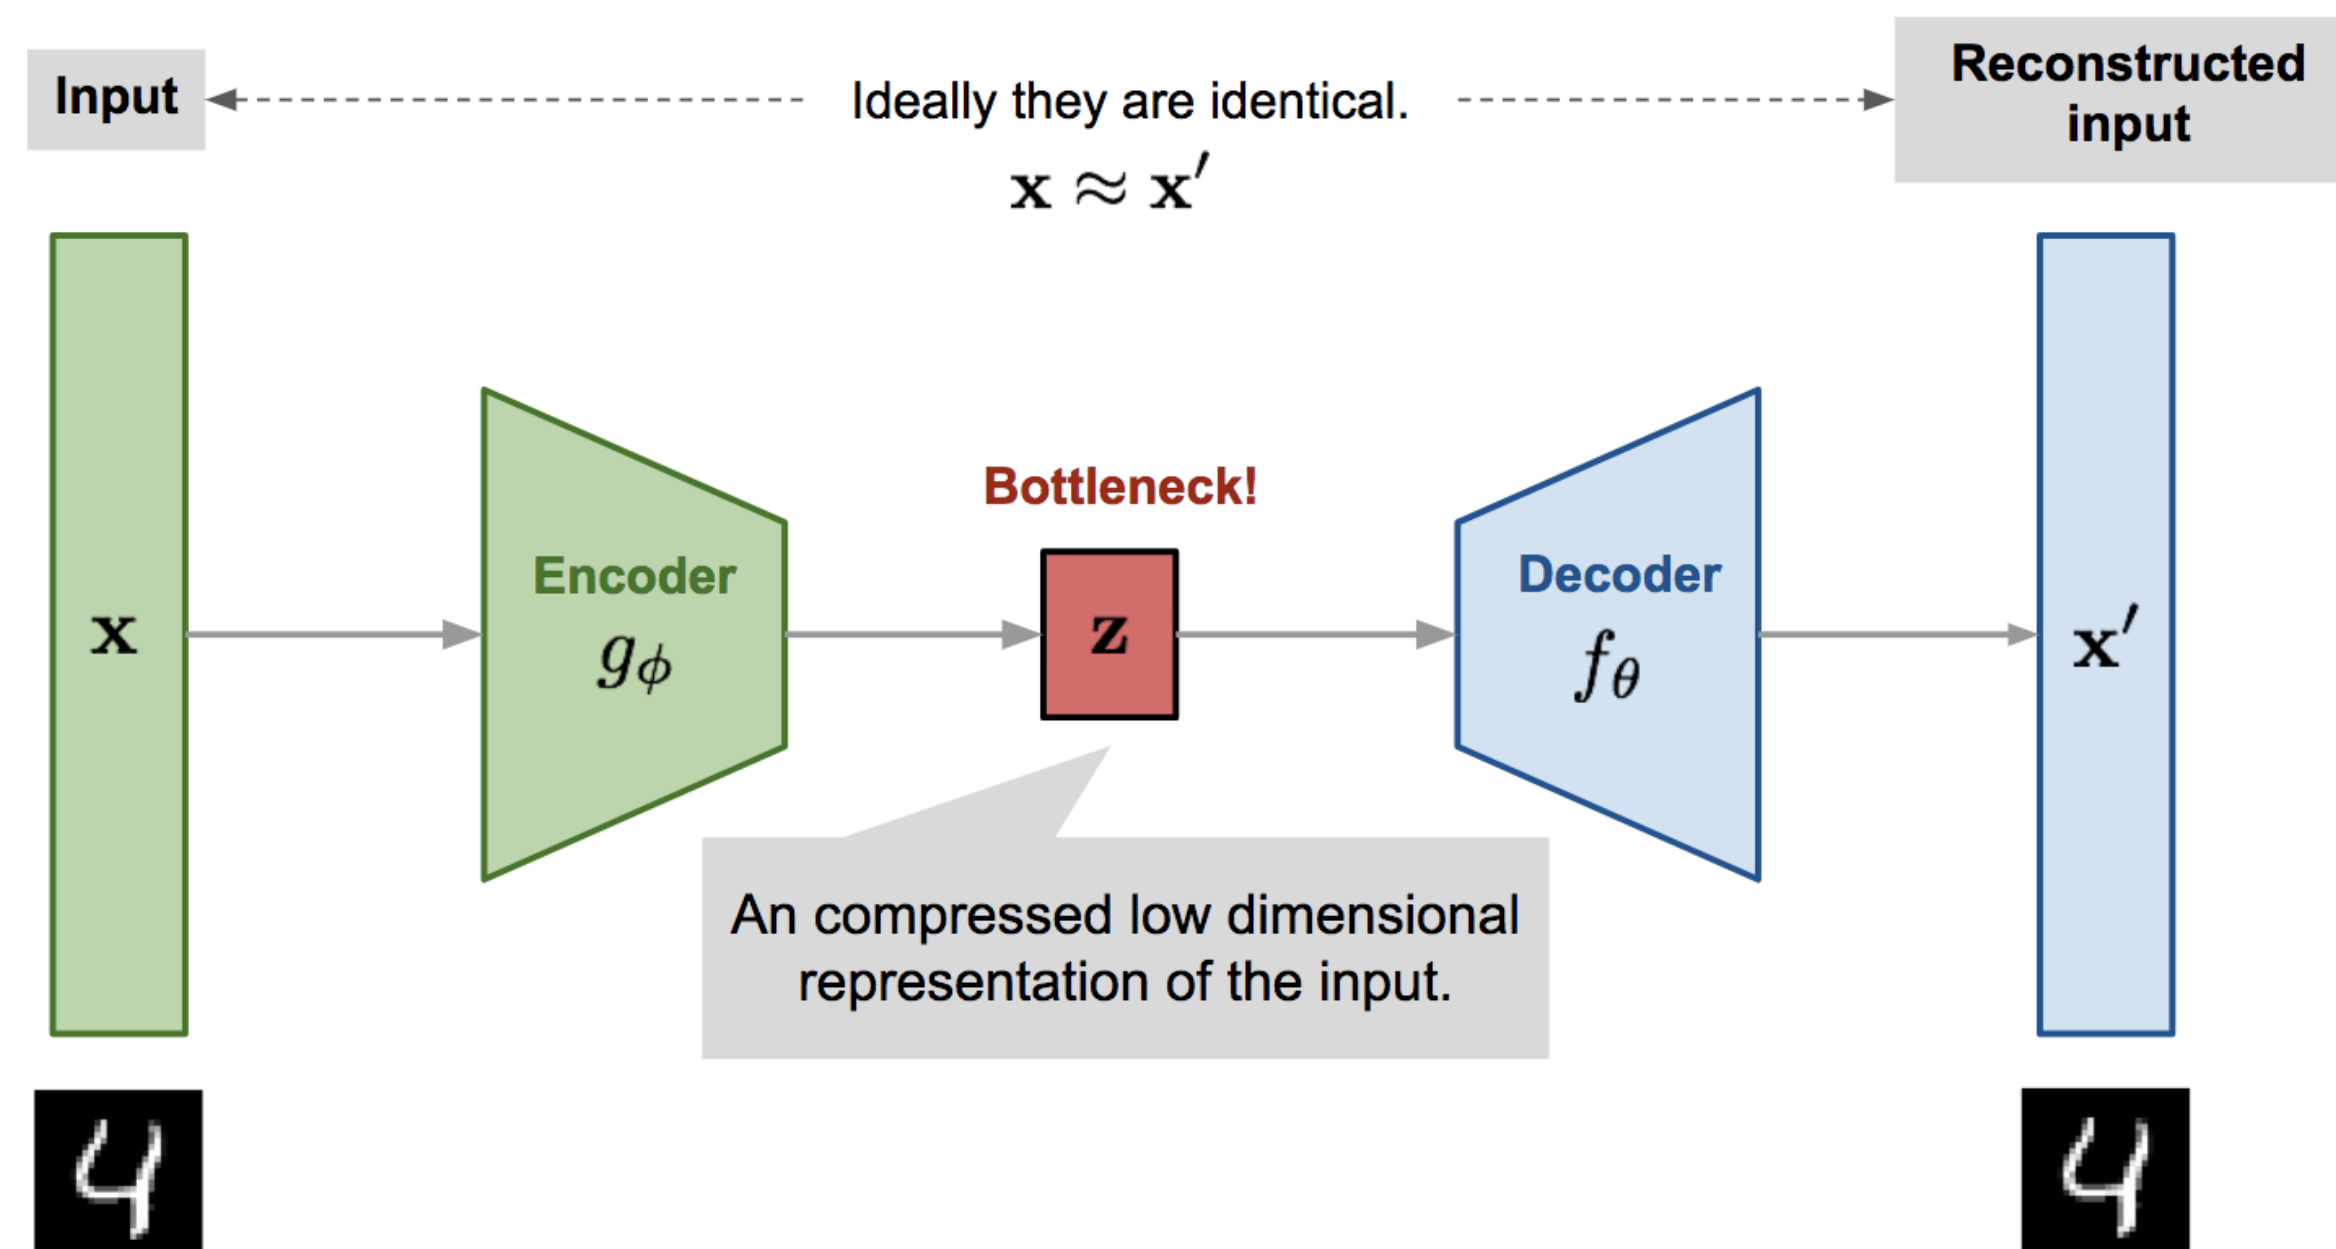 Input
Ideally they are identical.
x ≈ x′
Reconstructed
input
x
Encoder
gϕ
Bottleneck!
z
Decoder
fθ
x′
An compressed low dimensional
representation of the input.
4
4